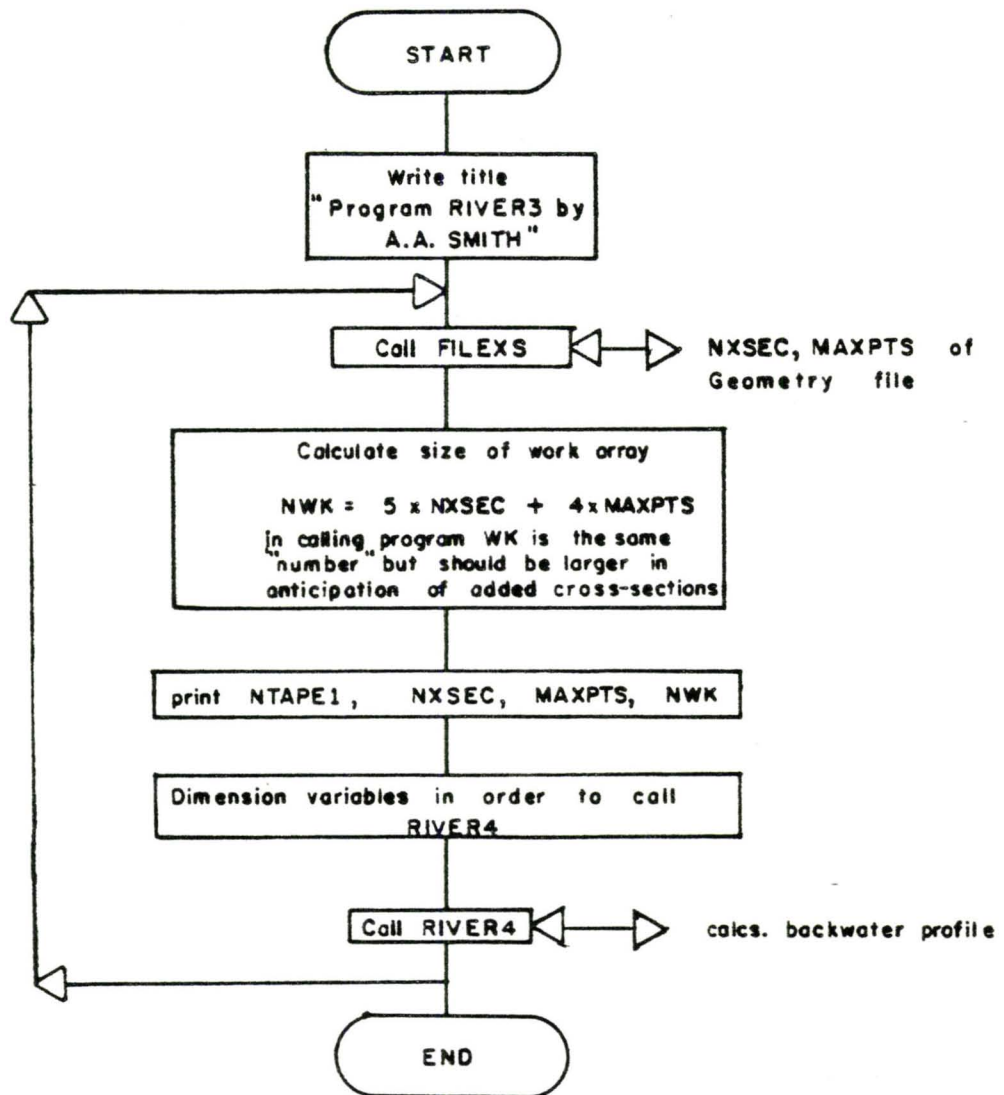 START
Write title
"Program RIVER3 by
A.A. SMITH"
Call FILEXS
NXSEC, MAXPTS of
Geometry file
Calculate size of work array
NWK = 5 x NXSEC + 4 x MAXPTS
in calling program WK is the same
"number" but should be larger in
anticipation of added cross-sections
print NTAPE1, NXSEC, MAXPTS, NWK
Dimension variables in order to call
RIVER4
Call RIVER4
calcs. backwater profile
END